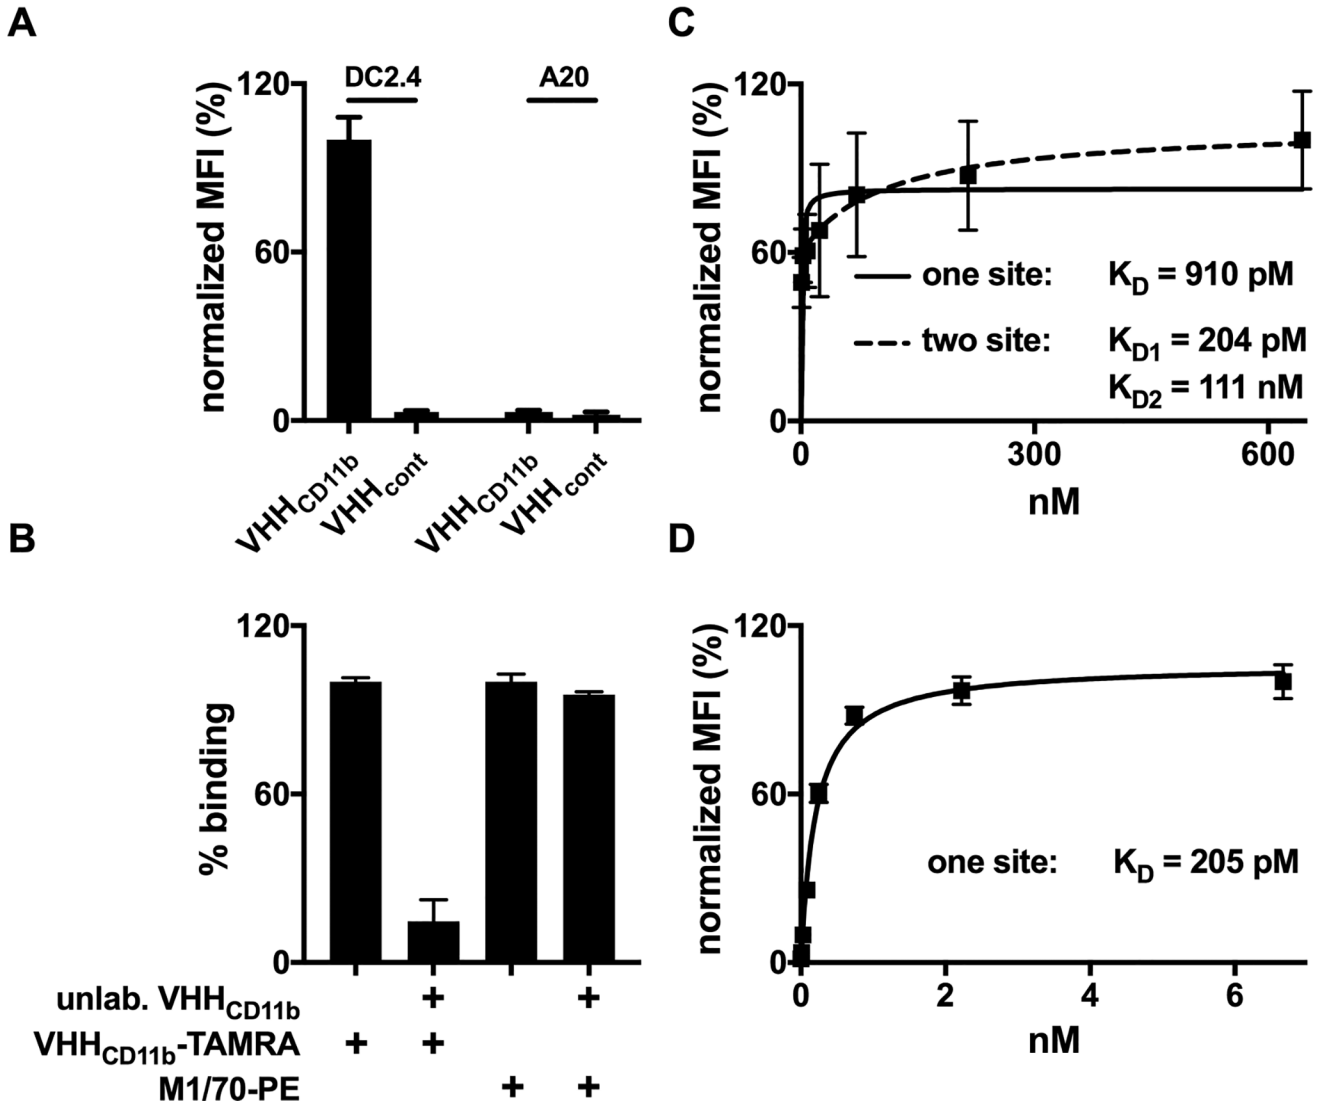 A
normalized MFI (%)
120
60
0
DC2.4
A20
VHHCD11b
VHHcont
VHHCD11b
VHHcont
B
% binding
120
60
0
unlab. VHHCD11b + +
VHHCD11b-TAMRA + +
M1/70-PE + +
C
normalized MFI (%)
120
60
0
one site: KD = 910 pM
two site: KD1 = 204 pM
KD2 = 111 nM
0 300 600
nM
D
normalized MFI (%)
120
60
0
one site: KD = 205 pM
0 2 4 6
nM